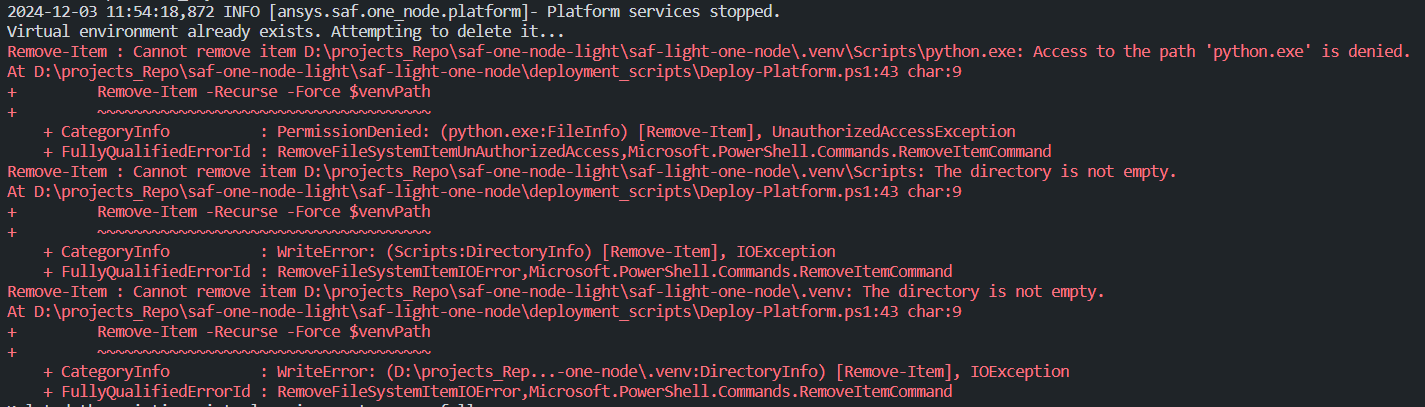 2024-12-03 11:54:18,872 INFO [ansys.saf.one_node.platform]- Platform services stopped.
Virtual environment already exists. Attempting to delete it...
Remove-Item : Cannot remove item D:\projects_Repo\saf-one-node-light\saf-light-one-node\.venv\Scripts\python.exe: Access to the path 'python.exe' is denied.
At D:\projects_Repo\saf-one-node-light\saf-light-one-node\deployment_scripts\Deploy-Platform.ps1:43 char:9
+         Remove-Item -Recurse -Force $venvPath
+         ~~~~~~~~~~~~~~~~~~~~~~~~~~~~~~~~~~~~~
    + CategoryInfo          : PermissionDenied: (python.exe:FileInfo) [Remove-Item], UnauthorizedAccessException
    + FullyQualifiedErrorId : RemoveFileSystemItemUnAuthorizedAccess,Microsoft.PowerShell.Commands.RemoveItemCommand
Remove-Item : Cannot remove item D:\projects_Repo\saf-one-node-light\saf-light-one-node\.venv\Scripts: The directory is not empty.
At D:\projects_Repo\saf-one-node-light\saf-light-one-node\deployment_scripts\Deploy-Platform.ps1:43 char:9
+         Remove-Item -Recurse -Force $venvPath
+         ~~~~~~~~~~~~~~~~~~~~~~~~~~~~~~~~~~~~~
    + CategoryInfo          : WriteError: (Scripts:DirectoryInfo) [Remove-Item], IOException
    + FullyQualifiedErrorId : RemoveFileSystemItemIOError,Microsoft.PowerShell.Commands.RemoveItemCommand
Remove-Item : Cannot remove item D:\projects_Repo\saf-one-node-light\saf-light-one-node\.venv: The directory is not empty.
At D:\projects_Repo\saf-one-node-light\saf-light-one-node\deployment_scripts\Deploy-Platform.ps1:43 char:9
+         Remove-Item -Recurse -Force $venvPath
+         ~~~~~~~~~~~~~~~~~~~~~~~~~~~~~~~~~~~~~
    + CategoryInfo          : WriteError: (D:\projects_Rep...-one-node\.venv:DirectoryInfo) [Remove-Item], IOException
    + FullyQualifiedErrorId : RemoveFileSystemItemIOError,Microsoft.PowerShell.Commands.RemoveItemCommand